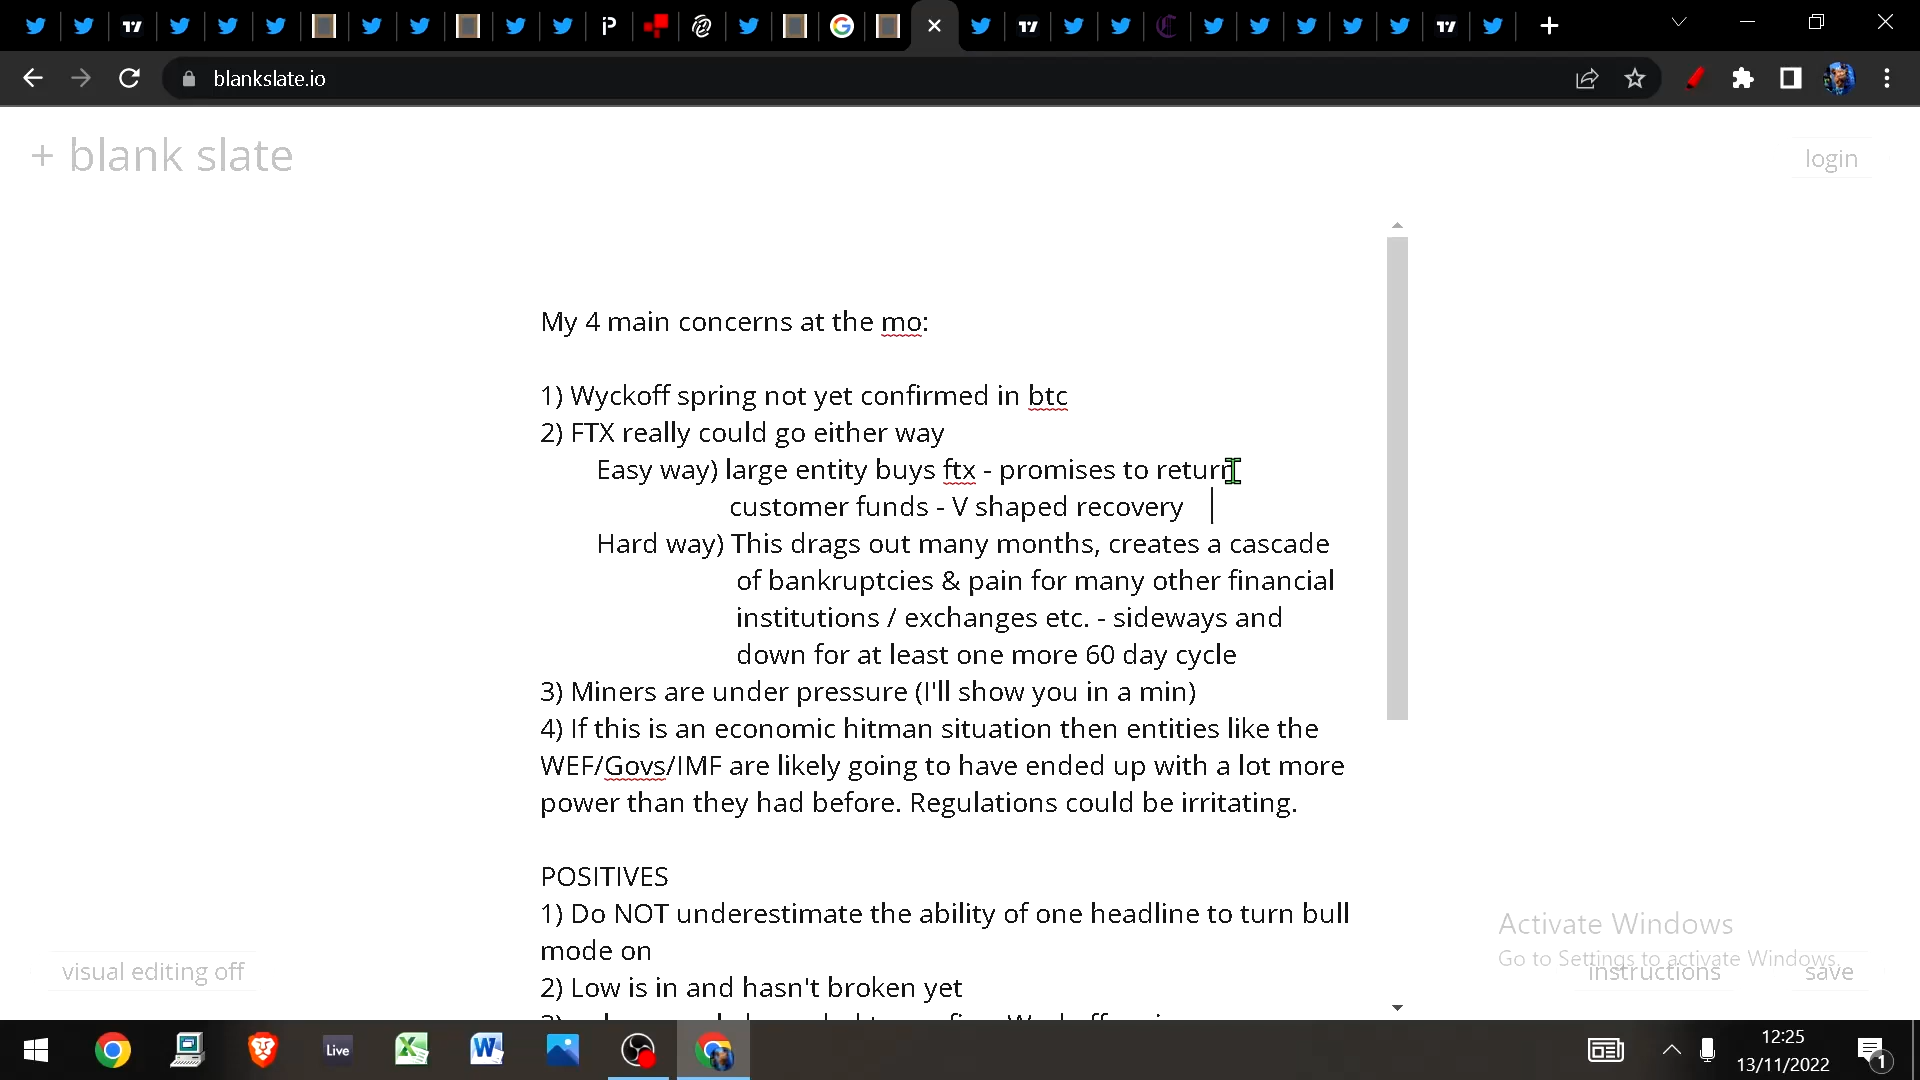 blankslate.io
+ blank slate
login
My 4 main concerns at the mo:
1) Wyckoff spring not yet confirmed in btc
2) FTX really could go either way
Easy way) large entity buys ftx - promises to return
customer funds - V shaped recovery
Hard way) This drags out many months, creates a cascade
of bankruptcies & pain for many other financial
institutions / exchanges etc. - sideways and
down for at least one more 60 day cycle
3) Miners are under pressure (I'll show you in a min)
4) If this is an economic hitman situation then entities like the
WEF/Govs/IMF are likely going to have ended up with a lot more
power than they had before. Regulations could be irritating.
POSITIVES
1) Do NOT underestimate the ability of one headline to turn bull
mode on
2) Low is in and hasn't broken yet
Activate Windows
Go to Settings to activate Windows.
visual editing off
instructions
save
Live
12:25
13/11/2022
1